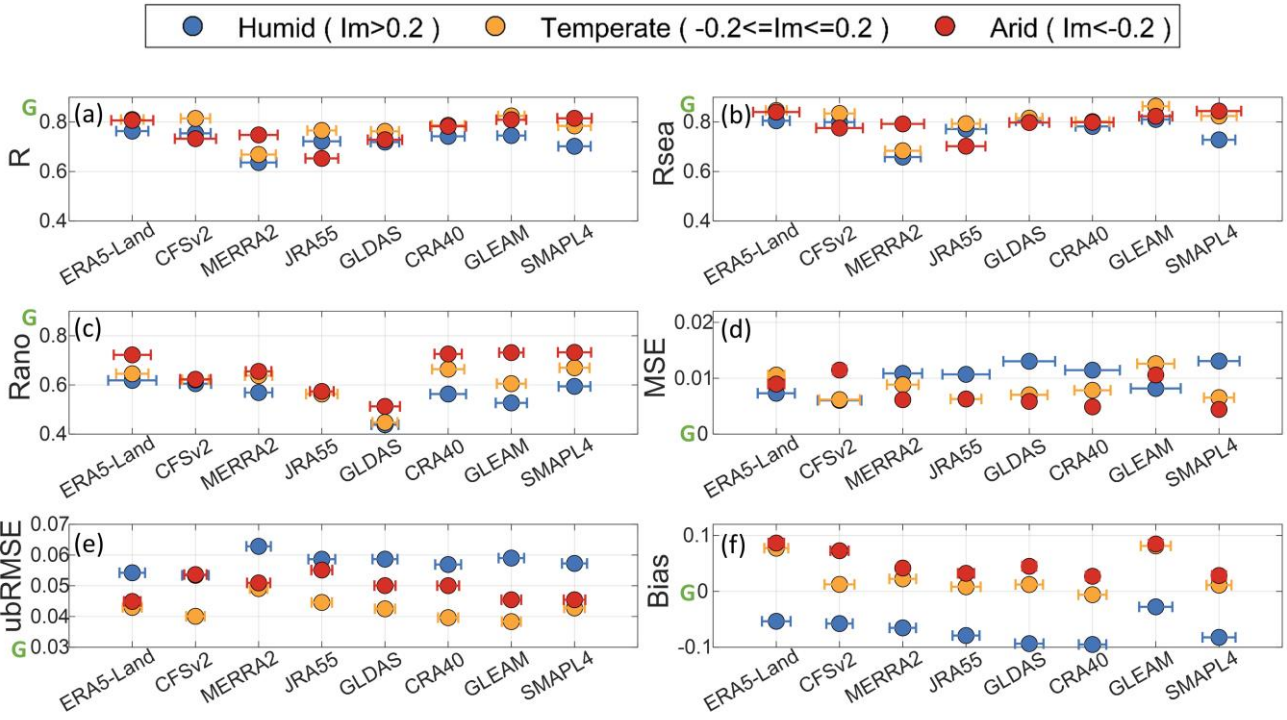 Humid ( Im>0.2 ) Temperate ( -0.2<=Im<=0.2 ) Arid ( Im<-0.2 )
G (a) 0.8 0.6 0.4 R
ERA5-Land CFSv2 MERRA2 JRA55 GLDAS CRA40 GLEAM SMAPL4
G (b) 0.8 0.6 0.4 Rsea
ERA5-Land CFSv2 MERRA2 JRA55 GLDAS CRA40 GLEAM SMAPL4
G (c) 0.8 0.6 0.4 Rano
ERA5-Land CFSv2 MERRA2 JRA55 GLDAS CRA40 GLEAM SMAPL4
(d) 0.02 0.01 0 G MSE
ERA5-Land CFSv2 MERRA2 JRA55 GLDAS CRA40 GLEAM SMAPL4
(e) 0.07 0.06 0.05 0.04 0.03 G ubRMSE
ERA5-Land CFSv2 MERRA2 JRA55 GLDAS CRA40 GLEAM SMAPL4
(f) 0.1 0 -0.1 G Bias
ERA5-Land CFSv2 MERRA2 JRA55 GLDAS CRA40 GLEAM SMAPL4